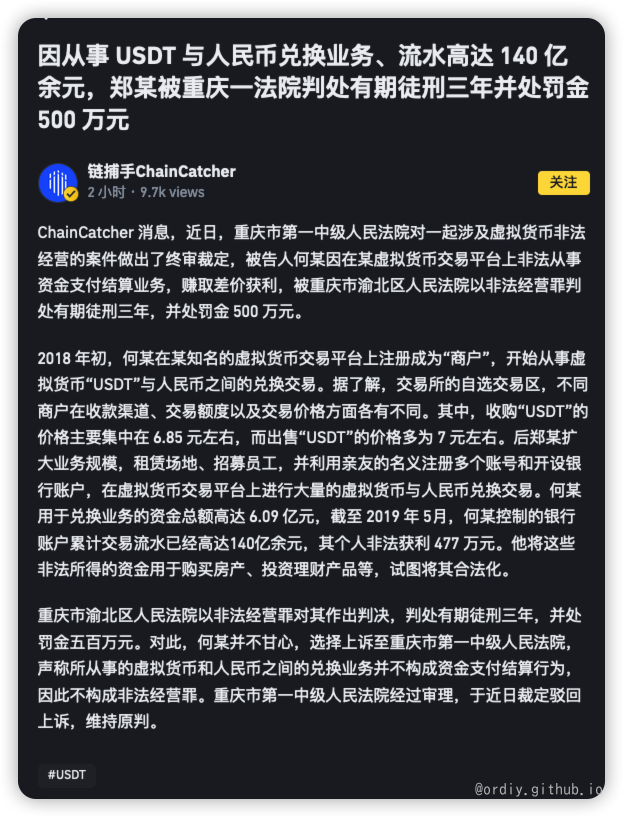 因从事 USDT 与人民币兑换业务、流水高达 140 亿
余元，郑某被重庆一法院判处有期徒刑三年并处罚金
500 万元
链捕手ChainCatcher
2 小时 · 9.7k views
关注
ChainCatcher 消息，近日，重庆市第一中级人民法院对一起涉及虚拟货币非法
经营的案件做出了终审裁定，被告人何某因在某虚拟货币交易平台上非法从事
资金支付结算业务，赚取差价获利，被重庆市渝北区人民法院以非法经营罪判
处有期徒刑三年，并处罚金 500 万元。
2018 年初，何某在某知名的虚拟货币交易平台上注册成为“商户”，开始从事虚
拟货币“USDT”与人民币之间的兑换交易。据了解，交易所的自选交易区，不同
商户在收款渠道、交易额度以及交易价格方面各有不同。其中，收购“USDT”的
价格主要集中在 6.85 元左右，而出售“USDT”的价格多为 7 元左右。后郑某扩
大业务规模，租赁场地、招募员工，并利用亲友的名义注册多个账号和开设银
行账户，在虚拟货币交易平台上进行大量的虚拟货币与人民币兑换交易。何某
用于兑换业务的资金总额高达 6.09 亿元，截至 2019 年 5月，何某控制的银行
账户累计交易流水已经高达140亿余元，其个人非法获利 477 万元。他将这些
非法所得的资金用于购买房产、投资理财产品等，试图将其合法化。
重庆市渝北区人民法院以非法经营罪对其作出判决，判处有期徒刑三年，并处
罚金五百万元。对此，何某并不甘心，选择上诉至重庆市第一中级人民法院，
声称所从事的虚拟货币和人民币之间的兑换业务并不构成资金支付结算行为，
因此不构成非法经营罪。重庆市第一中级人民法院经过审理，于近日裁定驳回
上诉，维持原判。
#USDT
@ordiy.github.io